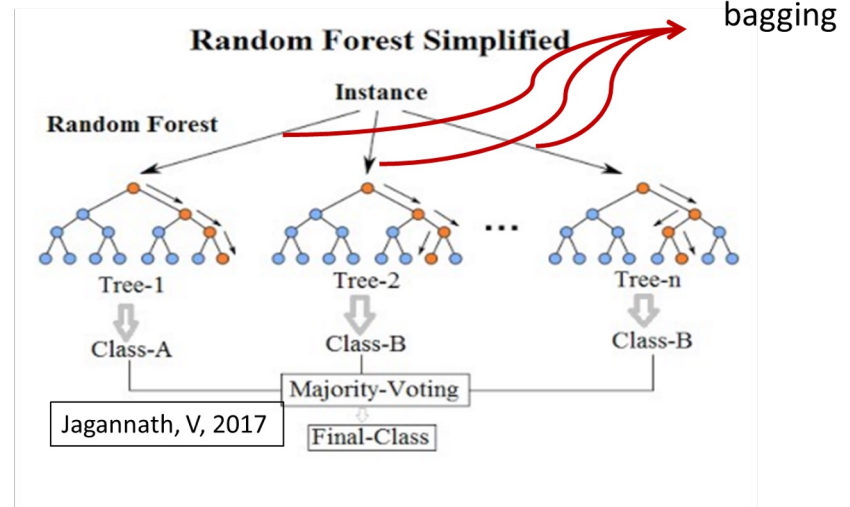 bagging
Random Forest Simplified
Instance
Random Forest
...
Tree-1
Tree-2
Tree-n
Class-A
Class-B
Class-B
Majority-Voting
Jagannath, V, 2017
Final-Class